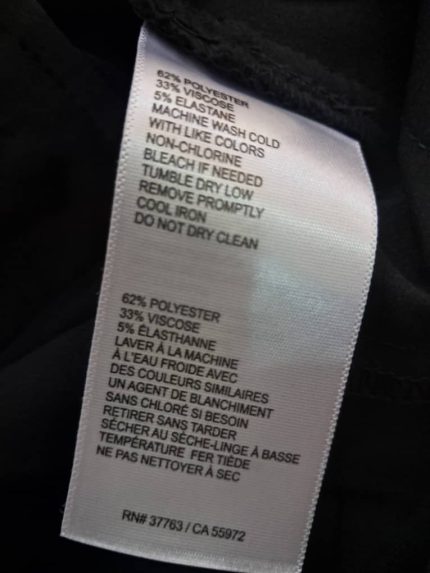 62% POLYESTER
33% VISCOSE
5% ELASTANE
MACHINE WASH COLD
WITH LIKE COLORS
NON-CHLORINE
BLEACH IF NEEDED
TUMBLE DRY LOW
REMOVE PROMPTLY
COOL IRON
DO NOT DRY CLEAN
62% POLYESTER
33% VISCOSE
5% ÉLASTHANNE
LAVER À LA MACHINE
À L'EAU FROIDE AVEC
DES COULEURS SIMILAIRES
UN AGENT DE BLANCHIMENT
SANS CHLORÉ SI BESOIN
RETIRER SANS TARDER
SÉCHER AU SÈCHE-LINGE À BASSE
TEMPÉRATURE FER TIÉDE
NE PAS NETTOYER À SEC
RN# 37763 / CA 55972